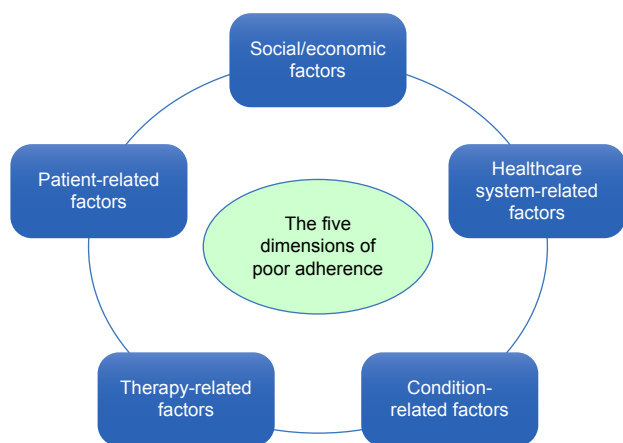 Social/economic
factors
Healthcare
system-related
factors
Condition-
related factors
Therapy-related
factors
Patient-related
factors
The five
dimensions of
poor adherence